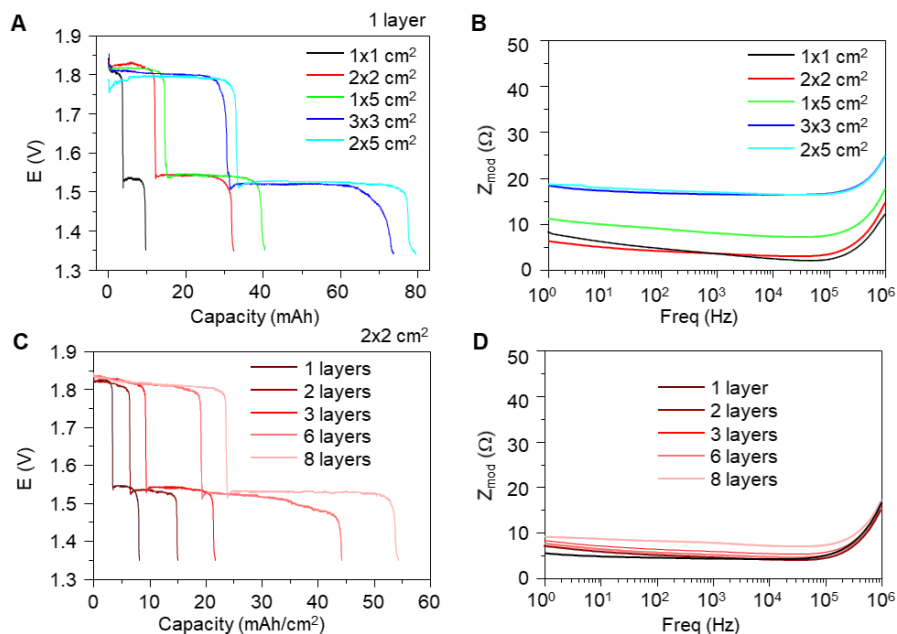 A
1 layer
1.9
1.8
1.7
1.6
1.5
1.4
1.3
E (V)
1x1 cm²
2x2 cm²
1x5 cm²
3x3 cm²
2x5 cm²
0 20 40 60 80
Capacity (mAh)
B
50
40
30
20
10
0
Zmod (Ω)
1x1 cm²
2x2 cm²
1x5 cm²
3x3 cm²
2x5 cm²
10⁰ 10¹ 10² 10³ 10⁴ 10⁵ 10⁶
Freq (Hz)
C
2x2 cm²
1.9
1.8
1.7
1.6
1.5
1.4
1.3
E (V)
1 layers
2 layers
3 layers
6 layers
8 layers
0 10 20 30 40 50 60
Capacity (mAh/cm²)
D
50
40
30
20
10
0
Zmod (Ω)
1 layer
2 layers
3 layers
6 layers
8 layers
10⁰ 10¹ 10² 10³ 10⁴ 10⁵ 10⁶
Freq (Hz)